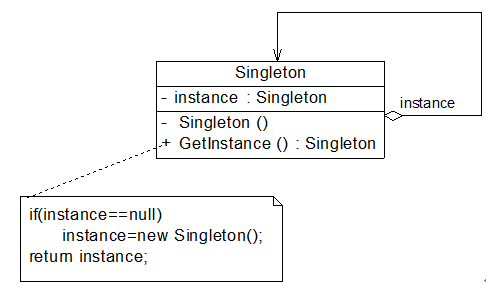 Singleton
- instance : Singleton
instance
- Singleton ()
+ GetInstance () : Singleton
if(instance==null)
instance=new Singleton();
return instance;